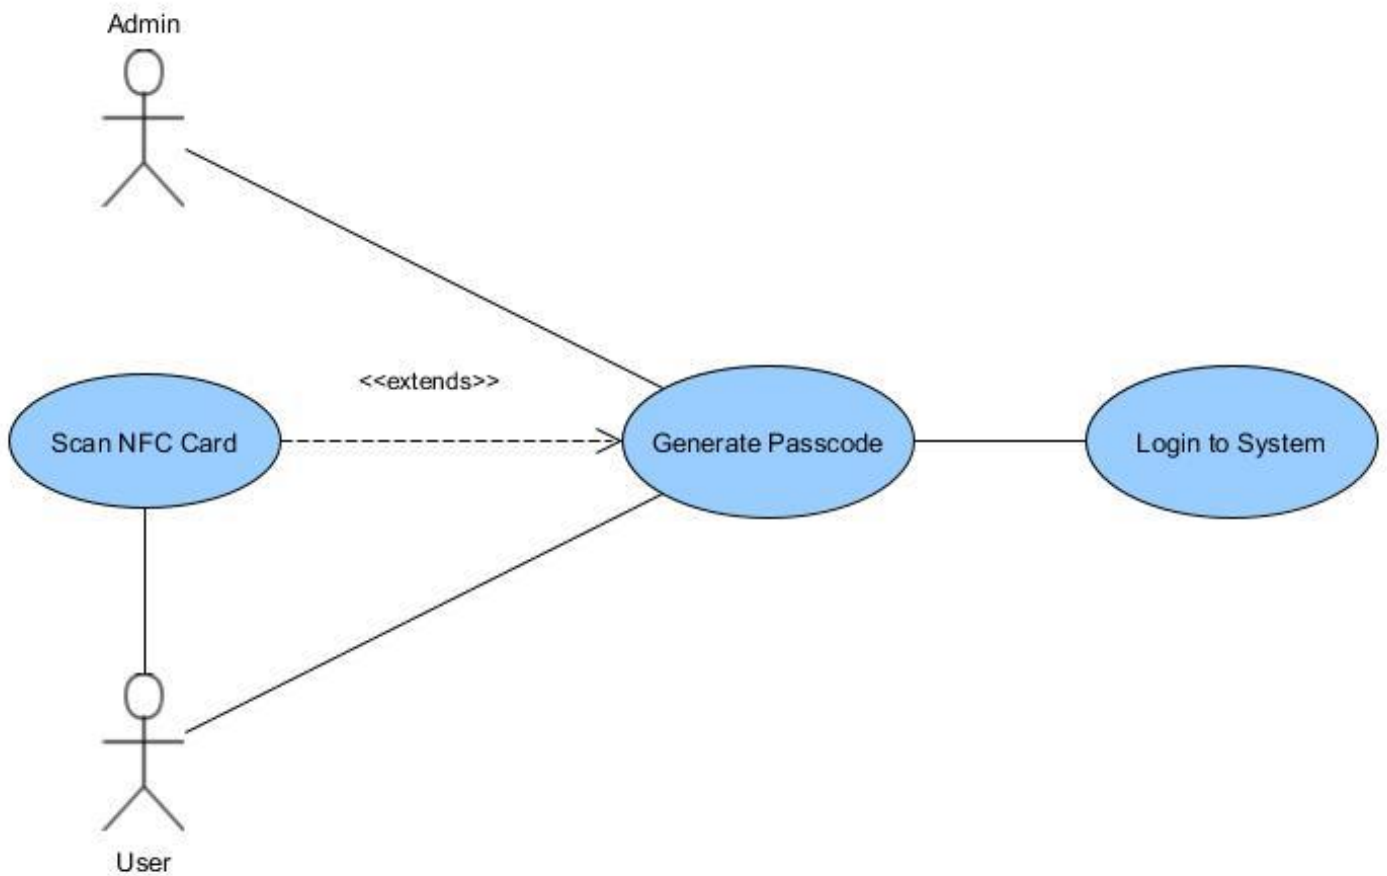 Admin
<<extends>>
Scan NFC Card
Generate Passcode
Login to System
User